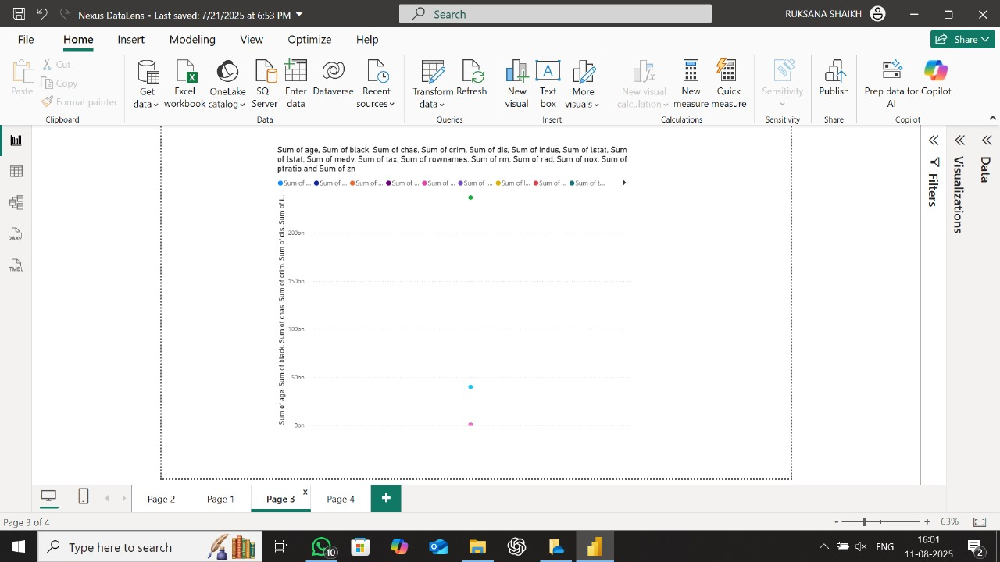 Nexus DataLens • Last saved: 7/21/2025 at 6:53 PM
Search
RUKSANA SHAIKH
File Home Insert Modeling View Optimize Help
Share
Paste
Cut
Copy
Format painter
Clipboard
Get data
Excel workbook
OneLake catalog
SQL Server
Enter data
Dataverse
Recent sources
Data
Transform data
Refresh
Queries
New visual
Text box
More visuals
Insert
New visual calculation
New measure
Quick measure
Calculations
Sensitivity
Sensitivity
Publish
Share
Prep data for AI
Copilot
Copilot
DAX
TMDL
Sum of age, Sum of black, Sum of chas, Sum of crim, Sum of dis, Sum of indus, Sum of lstat, Sum
of lstat, Sum of medv, Sum of tax, Sum of rownames, Sum of rm, Sum of rad, Sum of nox, Sum of
ptratio and Sum of zn
Sum of ... Sum of ... Sum of ... Sum of ... Sum of ... Sum of i... Sum of l... Sum of ... Sum of t...
Sum of age, Sum of black, Sum of chas, Sum of crim, Sum of dis, Sum of i...
200bn
150bn
100bn
50bn
0bn
Filters
Visualizations
Data
Page 2
Page 1
Page 3
x
Page 4
+
Page 3 of 4
- + 63%
Type here to search
10
ENG
16:01
11-08-2025
2